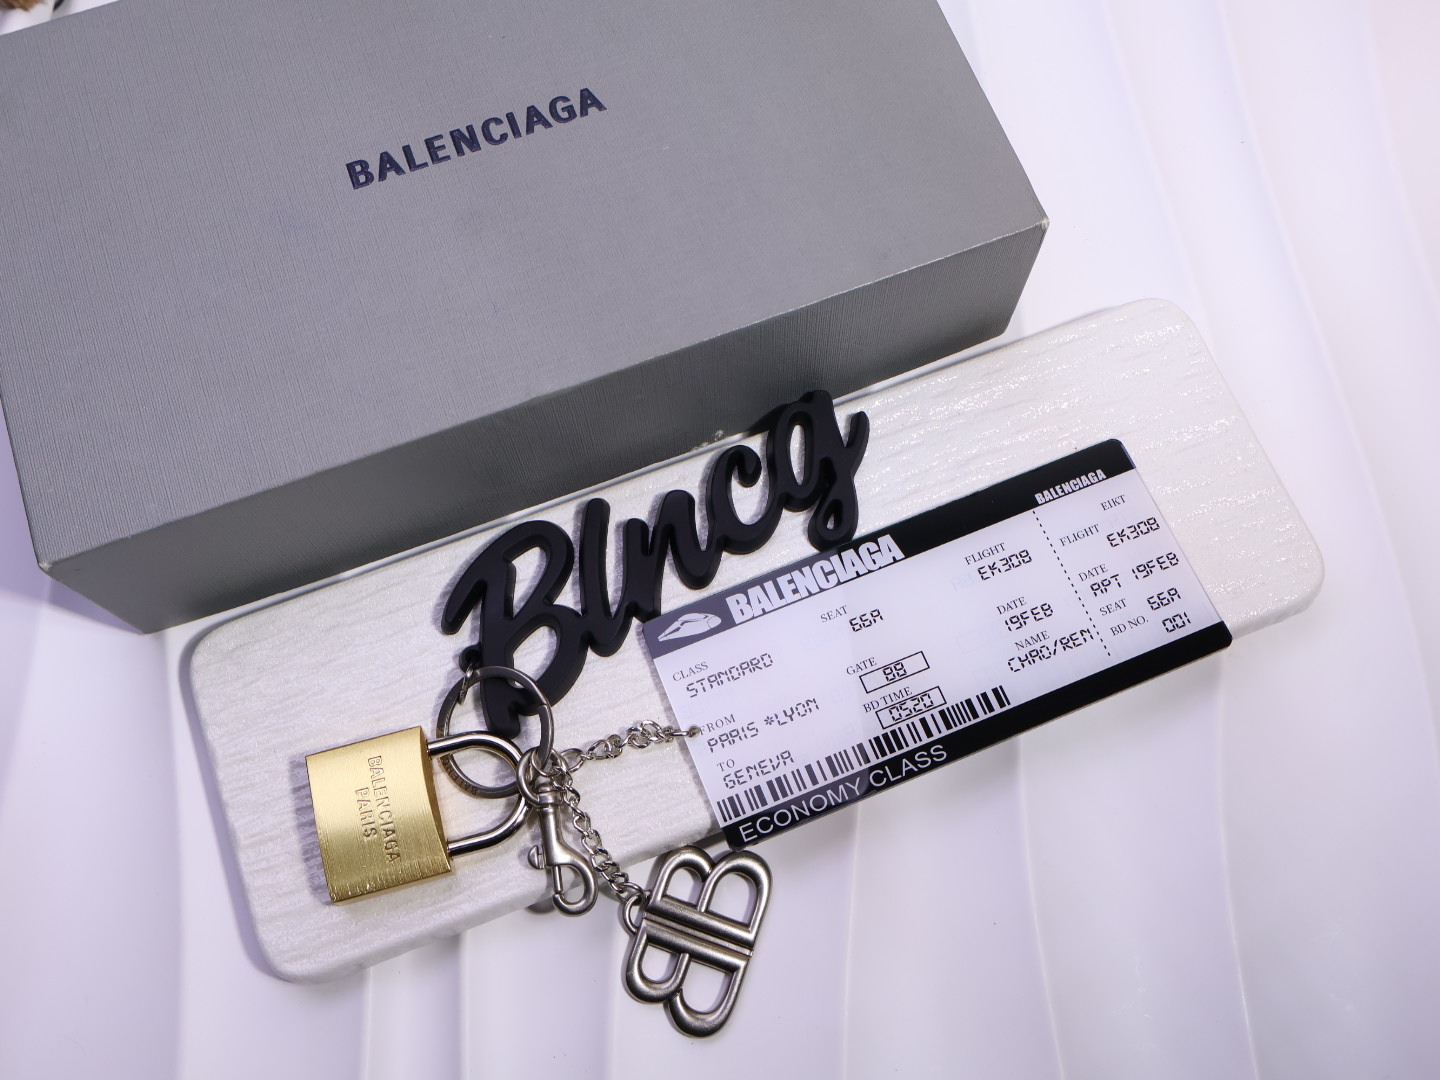 BALENCIAGA
Blncg
BALENCIAGA
PARIS
BALENCIAGA
CLASS
STANDARD
SEAT
66A
FLIGHT
EK308
FROM
PARIS *LYON
GATE
88
DATE
19FEB
TO
GENEVA
BD TIME
0520
NAME
CHAO/REN
ECONOMY CLASS
BALENCIAGA
EIKT
FLIGHT
EK308
DATE
APT 19FEB
SEAT
66A
BD NO.
001